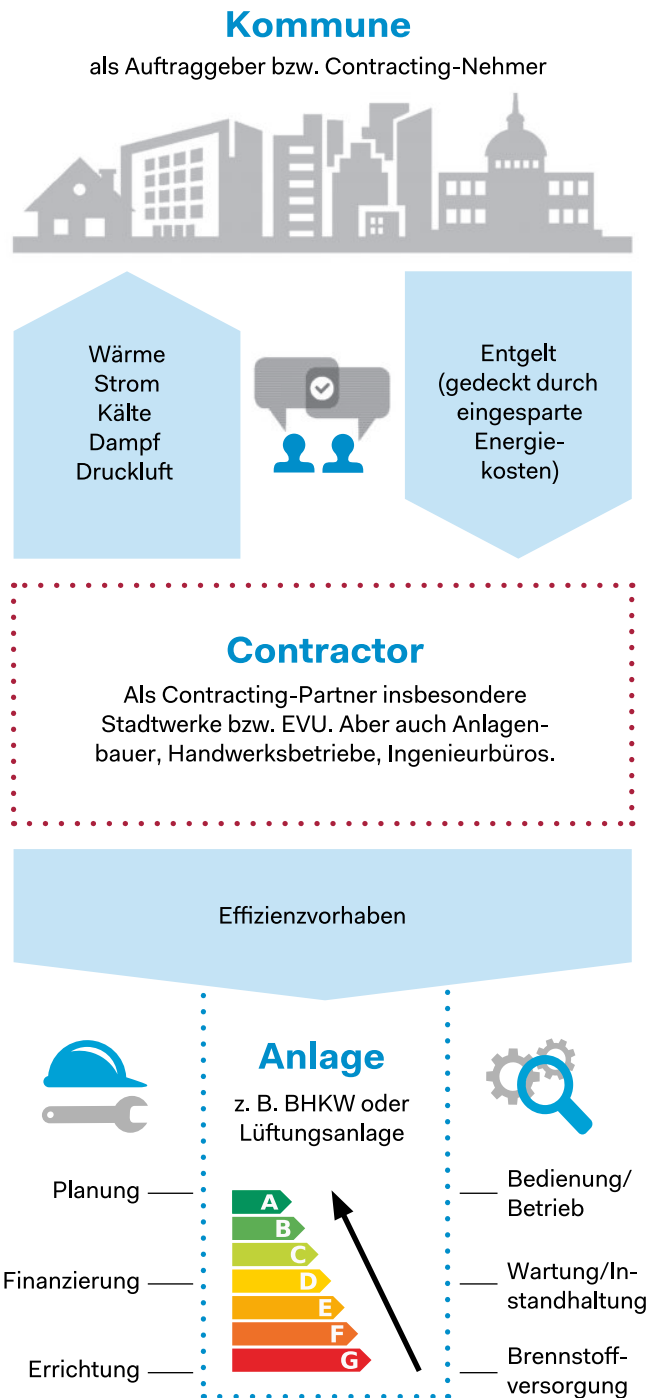 Kommune
als Auftraggeber bzw. Contracting-Nehmer
Wärme
Strom
Kälte
Dampf
Druckluft
Entgelt
(gedeckt durch
eingesparte
Energie-
kosten)
Contractor
Als Contracting-Partner insbesondere
Stadtwerke bzw. EVU. Aber auch Anlagen-
bauer, Handwerksbetriebe, Ingenieurbüros.
Effizienzvorhaben
Anlage
z. B. BHKW oder
Lüftungsanlage
Planung
Finanzierung
Errichtung
A
B
C
D
E
F
G
Bedienung/
Betrieb
Wartung/In-
standhaltung
Brennstoff-
versorgung